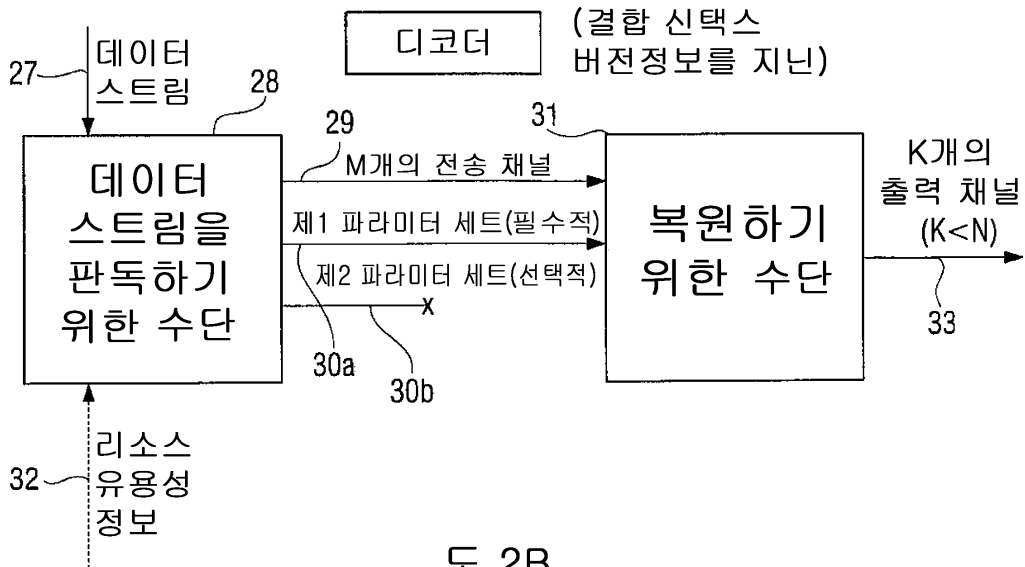 디코더
(결합 신택스
버전정보를 지닌)
27
데이터
스트림
28
데이터
스트림을
판독하기
위한 수단
29
M개의 전송 채널
제1 파라미터 세트(필수적)
30a
제2 파라미터 세트(선택적)
X
30b
31
복원하기
위한 수단
K개의
출력 채널
(K<N)
33
32
리소스
유용성
정보
도 2B